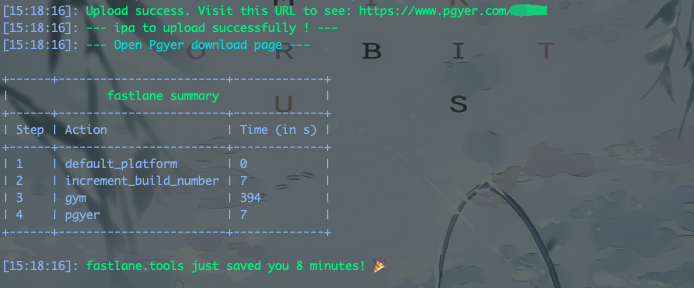 [15:18:16]: Upload success. Visit this URL to see: https://www.pgyer.com/
[15:18:16]: --- ipa to upload successfully ! ---
[15:18:16]: --- Open Pgyer download page ---
O R B I T
U S
+------+------------------------+-------------+
| fastlane summary |
+------+------------------------+-------------+
| Step | Action | Time (in s) |
+------+------------------------+-------------+
| 1 | default_platform | 0 |
| 2 | increment_build_number | 7 |
| 3 | gym | 394 |
| 4 | pgyer | 7 |
+------+------------------------+-------------+
[15:18:16]: fastlane.tools just saved you 8 minutes! 🎉